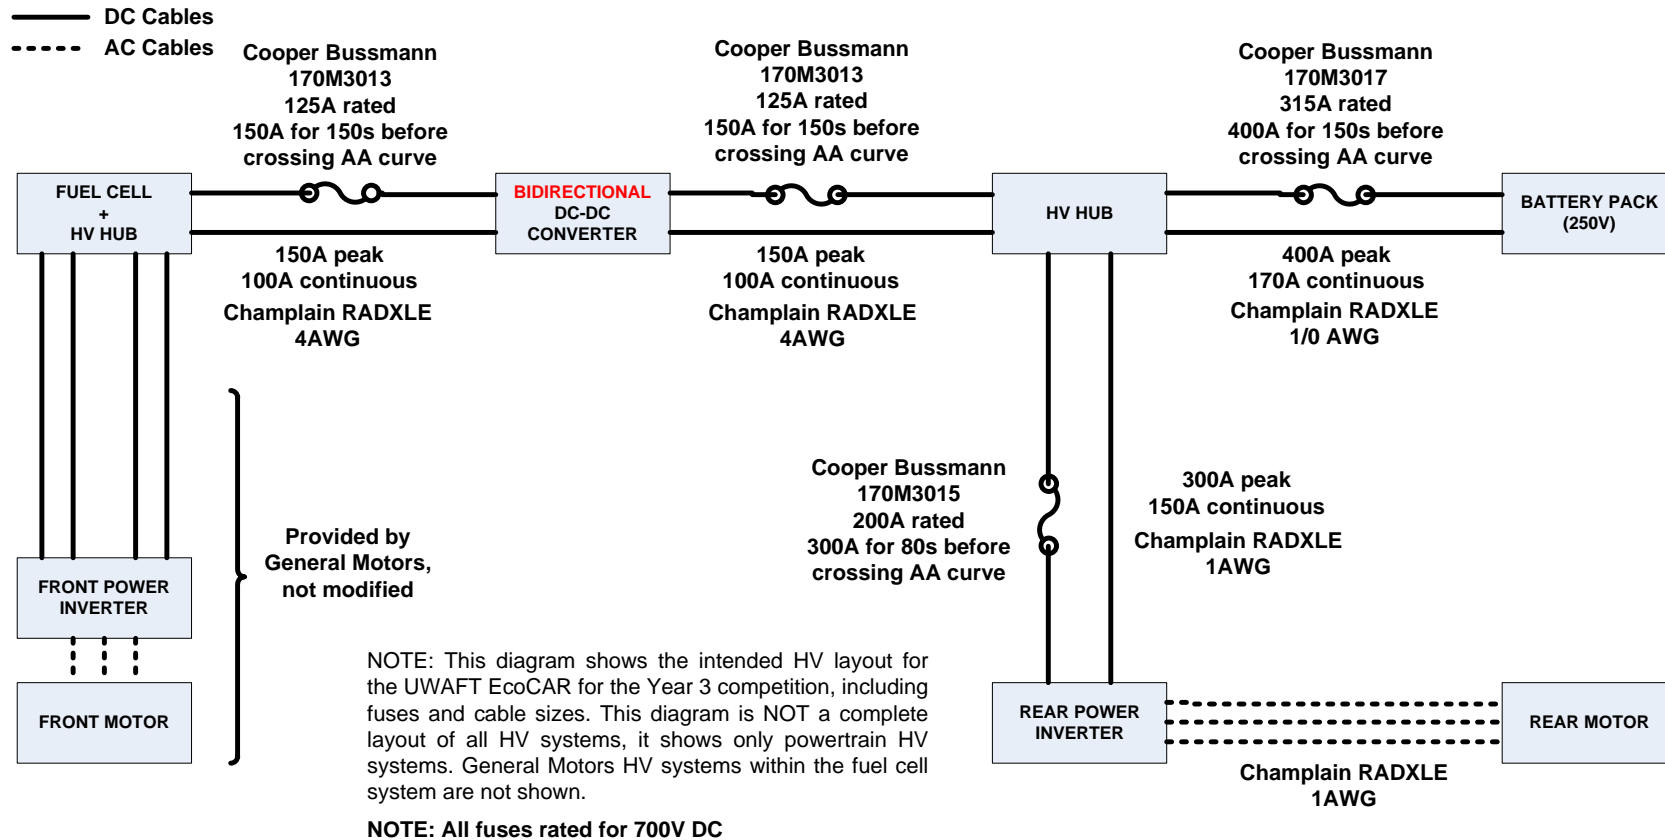 DC Cables
AC Cables
Cooper Bussmann
170M3013
125A rated
150A for 150s before
crossing AA curve
Cooper Bussmann
170M3013
125A rated
150A for 150s before
crossing AA curve
Cooper Bussmann
170M3017
315A rated
400A for 150s before
crossing AA curve
FUEL CELL
+
HV HUB
BIDIRECTIONAL
DC-DC
CONVERTER
HV HUB
BATTERY PACK
(250V)
150A peak
100A continuous
Champlain RADXLE
4AWG
150A peak
100A continuous
Champlain RADXLE
4AWG
400A peak
170A continuous
Champlain RADXLE
1/0 AWG
Provided by
General Motors,
not modified
Cooper Bussmann
170M3015
200A rated
300A for 80s before
crossing AA curve
300A peak
150A continuous
Champlain RADXLE
1AWG
FRONT POWER
INVERTER
FRONT MOTOR
NOTE: This diagram shows the intended HV layout for
the UWAFT EcoCAR for the Year 3 competition, including
fuses and cable sizes. This diagram is NOT a complete
layout of all HV systems, it shows only powertrain HV
systems. General Motors HV systems within the fuel cell
system are not shown.
NOTE: All fuses rated for 700V DC
REAR POWER
INVERTER
REAR MOTOR
Champlain RADXLE
1AWG